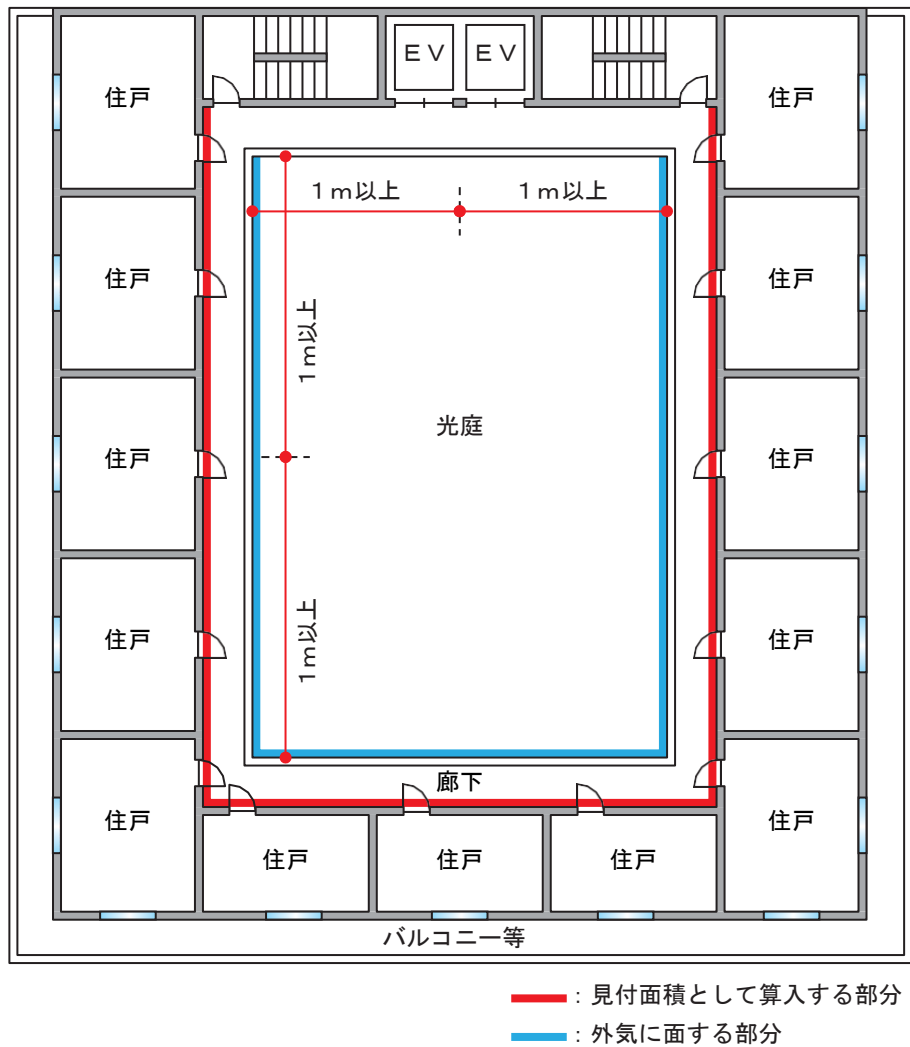 住戸
EV
EV
住戸
1m以上
1m以上
住戸
住戸
1m以上
光庭
住戸
住戸
1m以上
住戸
住戸
廊下
住戸
住戸
住戸
住戸
住戸
バルコニー等
：見付面積として算入する部分
：外気に面する部分